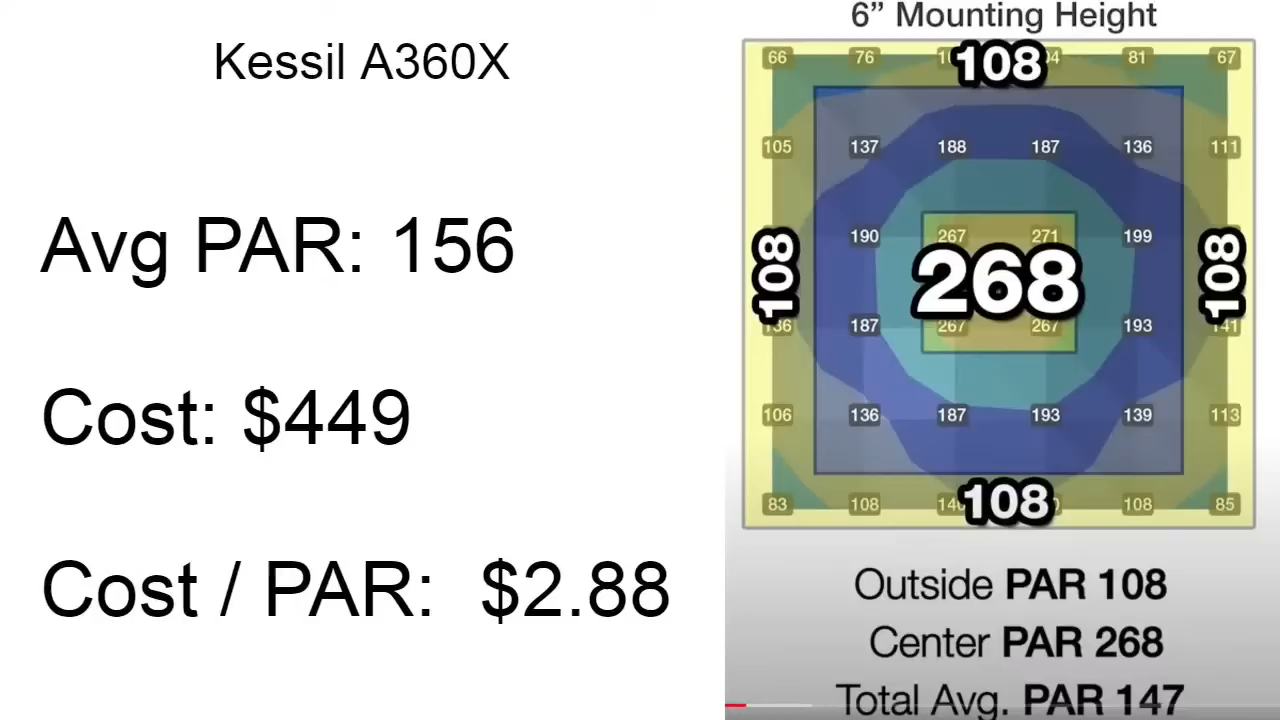 Kessil A360X
Avg PAR: 156
Cost: $449
Cost / PAR: $2.88
6” Mounting Height
66 76 108 81 67
105 137 188 187 136 111
190 267 271 199
108 268 108
187 267 267 193
106 136 187 193 139 113
83 108 108 108 85
Outside PAR 108
Center PAR 268
Total Avg. PAR 147